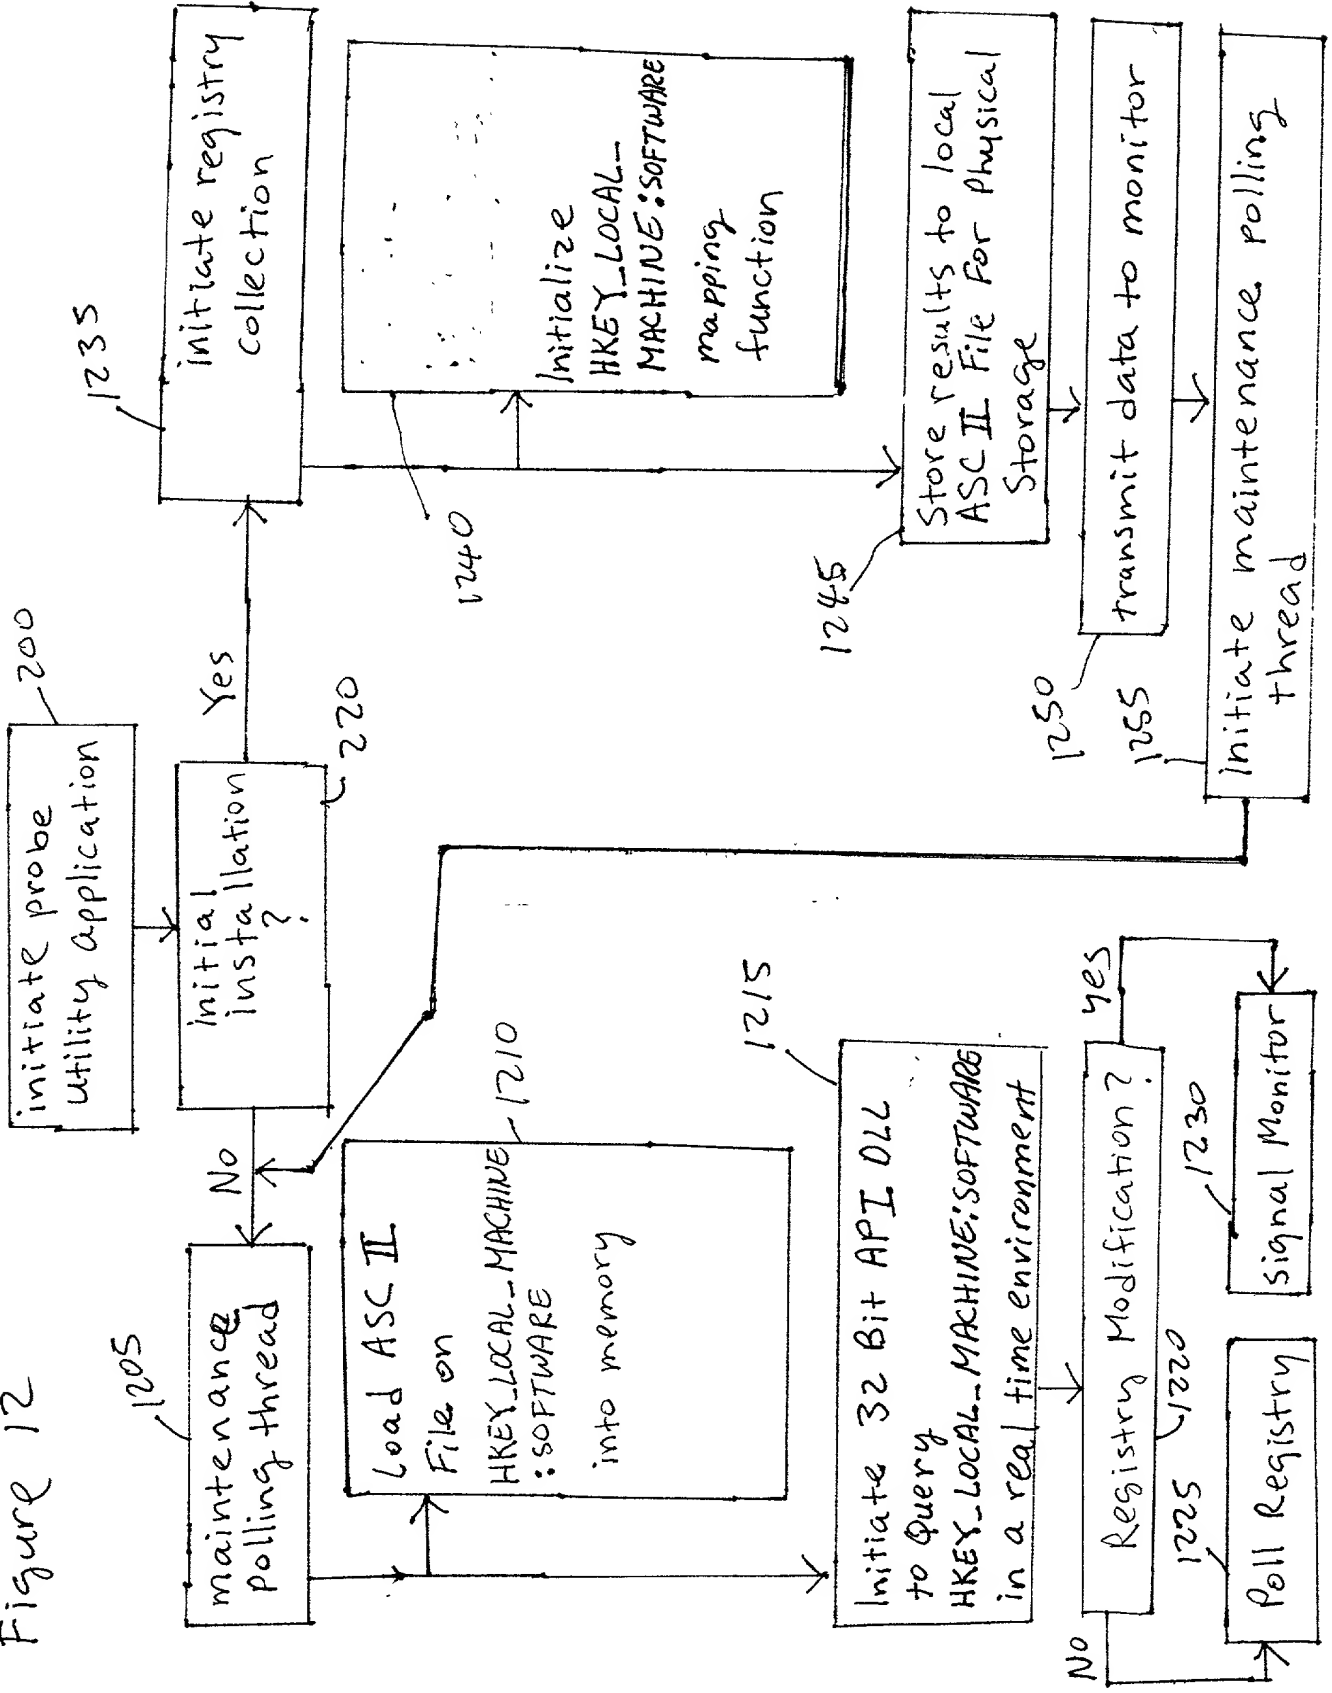 Figure 12
initiate probe
Utility application
200
initial
installation
?
220
No
Yes
maintenance
polling thread
1205
Load ASCII
File on
HKEY_LOCAL_MACHINE
:SOFTWARE
into memory
1210
Initiate 32 Bit API DLL
to Query
HKEY_LOCAL_MACHINE:SOFTWARE
in a real time environment
1215
Registry Modification?
1220
No
yes
Poll Registry
1225
signal Monitor
1230
initiate registry
collection
1235
Initialize
HKEY_LOCAL_
MACHINE:SOFTWARE
mapping
function
1240
Store results to local
ASCII File For Physical
Storage
1245
transmit data to monitor
1250
initiate maintenance polling
thread
1255